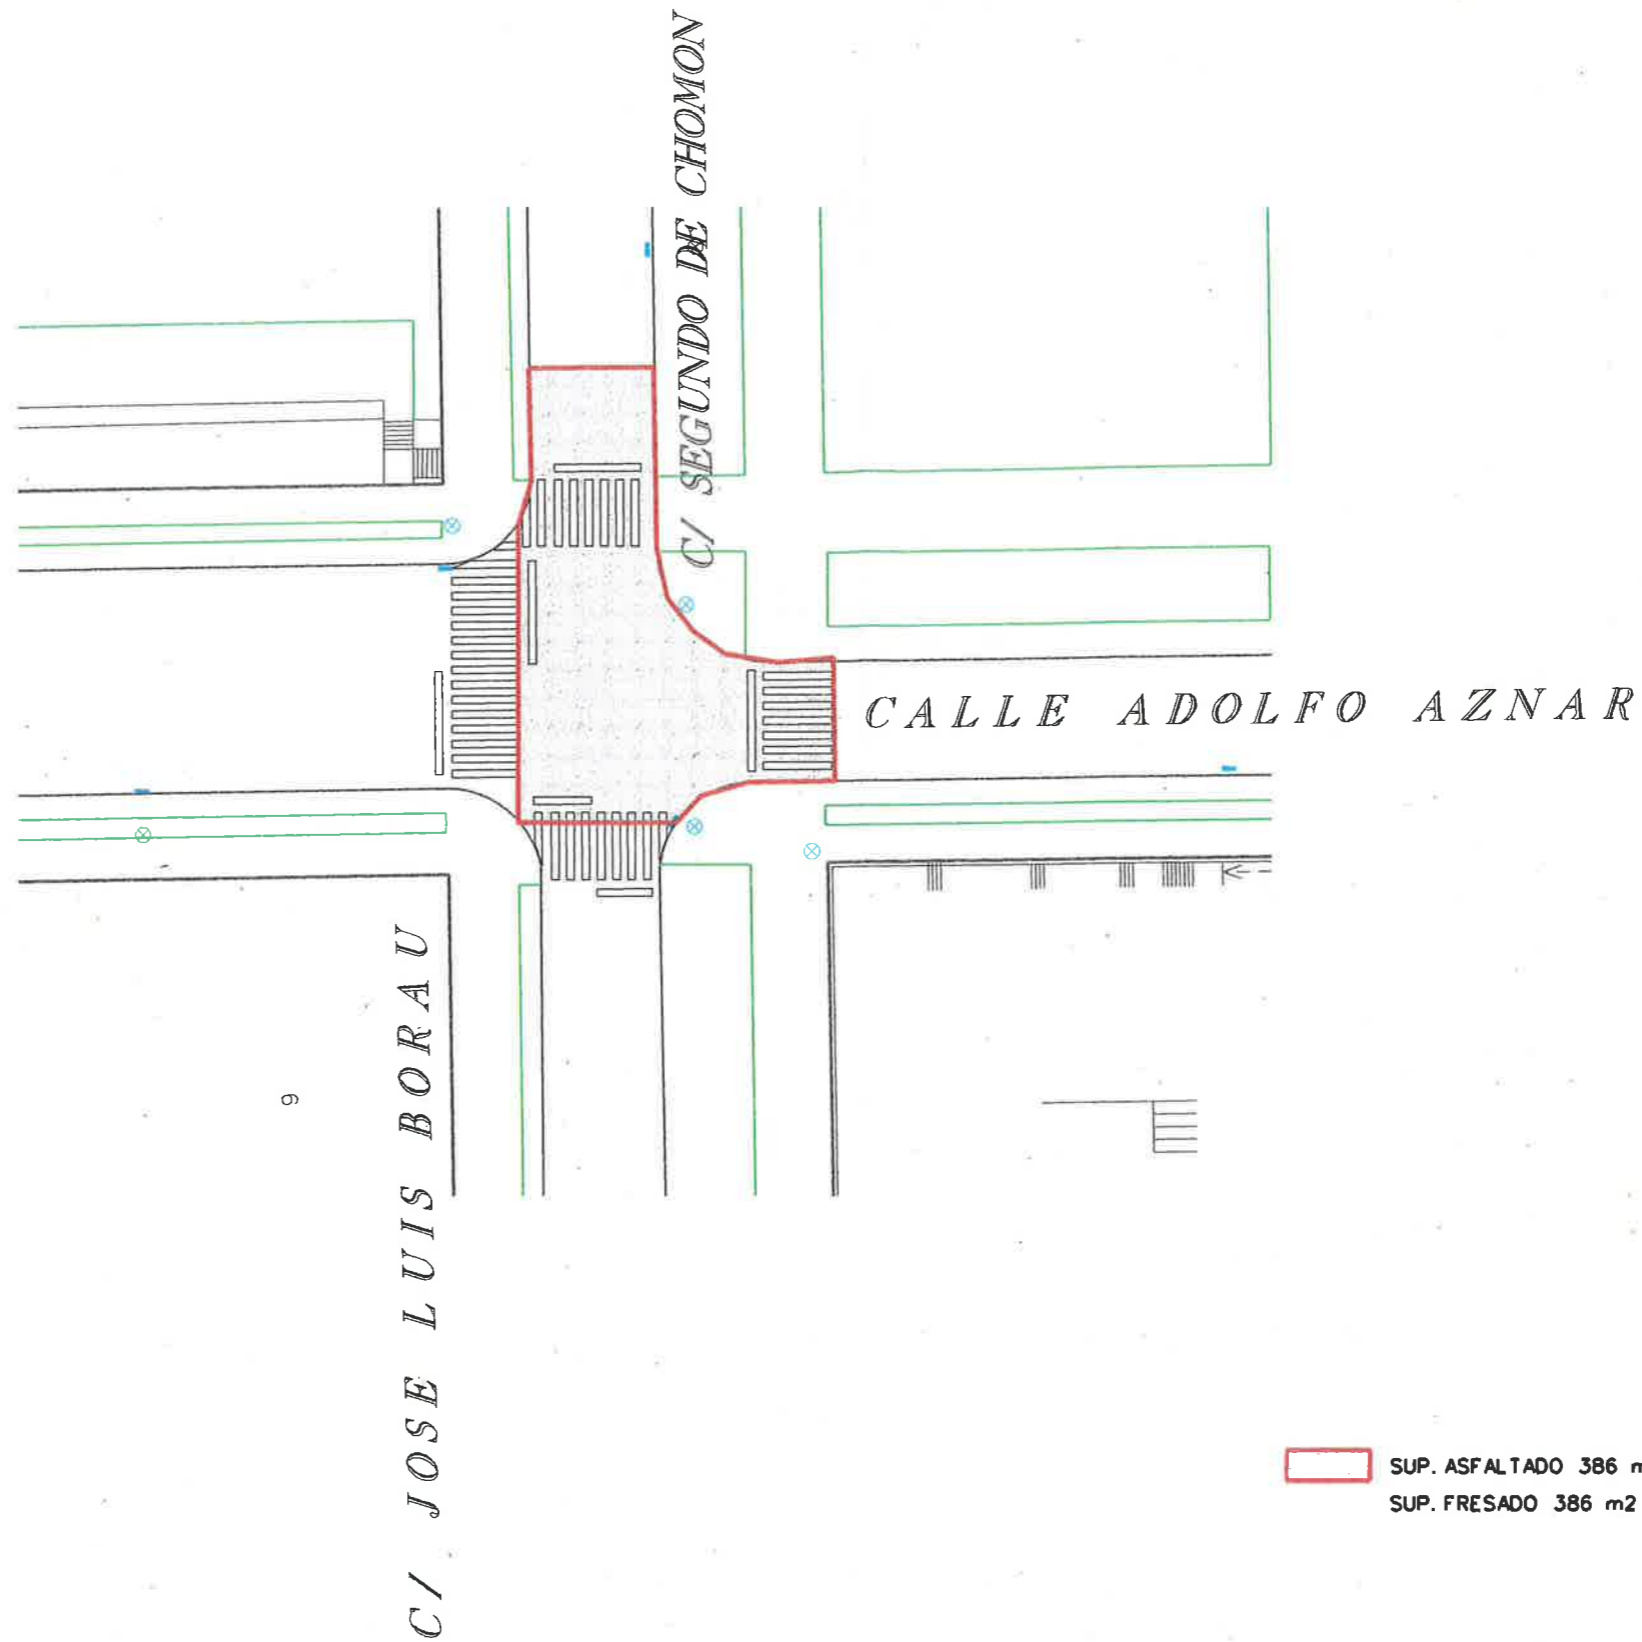 C/ SEGUNDO DE CHOMON
CALLE ADOLFO AZNAR
C/ JOSE LUIS BORAU
9
SUP. ASFALTADO 386 m
SUP. FRESADO 386 m2